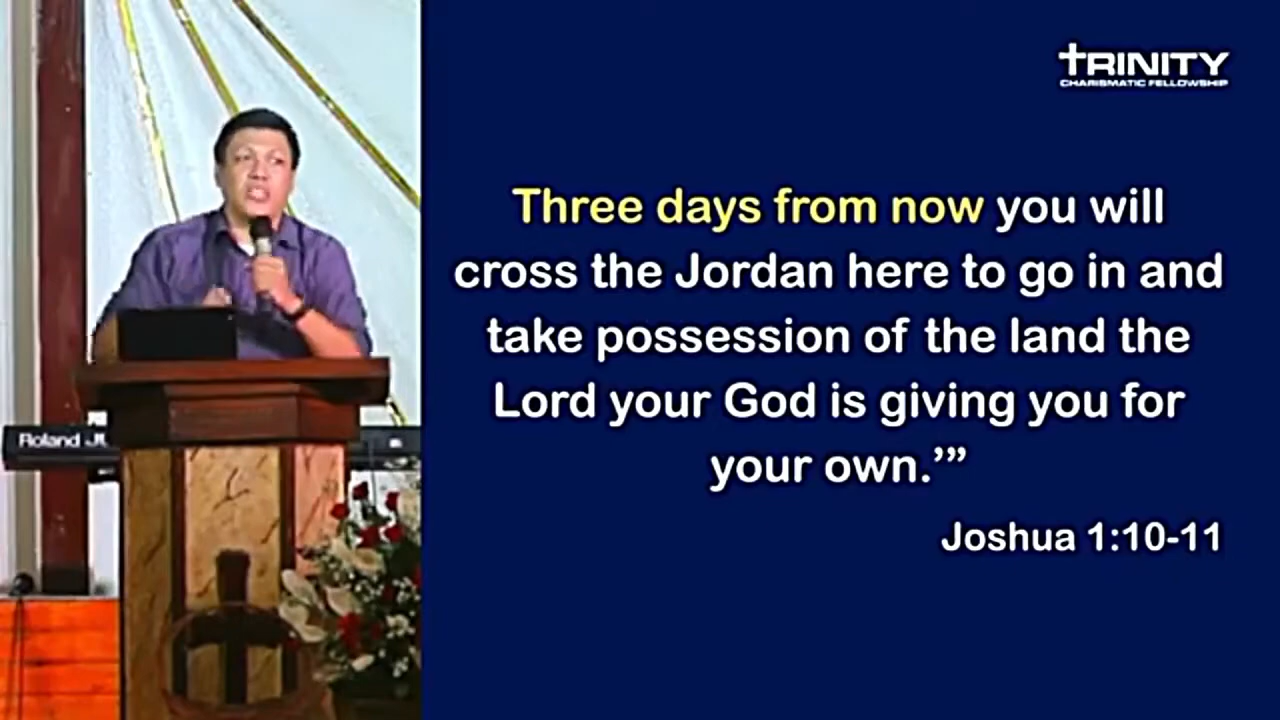 TRINITY
CHARISMATIC FELLOWSHIP
Three days from now you will
cross the Jordan here to go in and
take possession of the land the
Lord your God is giving you for
your own.’”
Joshua 1:10-11
Roland